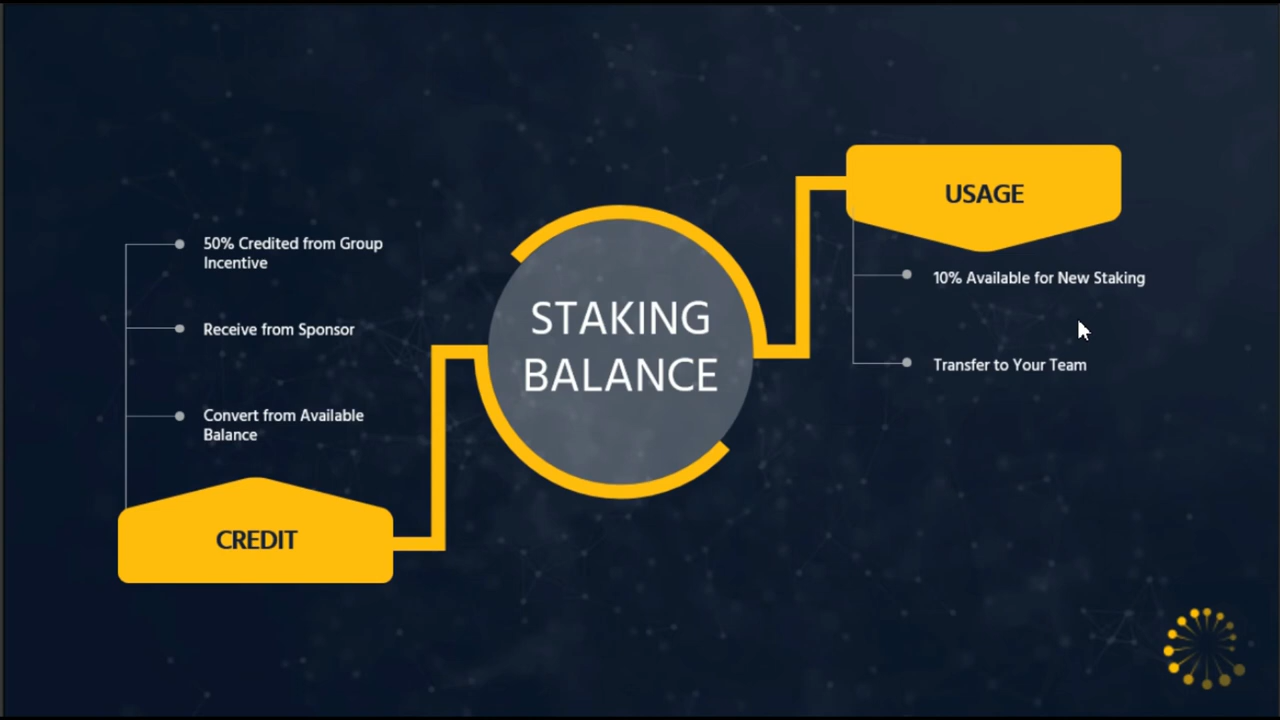 50% Credited from Group
Incentive
Receive from Sponsor
Convert from Available
Balance
CREDIT
STAKING
BALANCE
USAGE
10% Available for New Staking
Transfer to Your Team